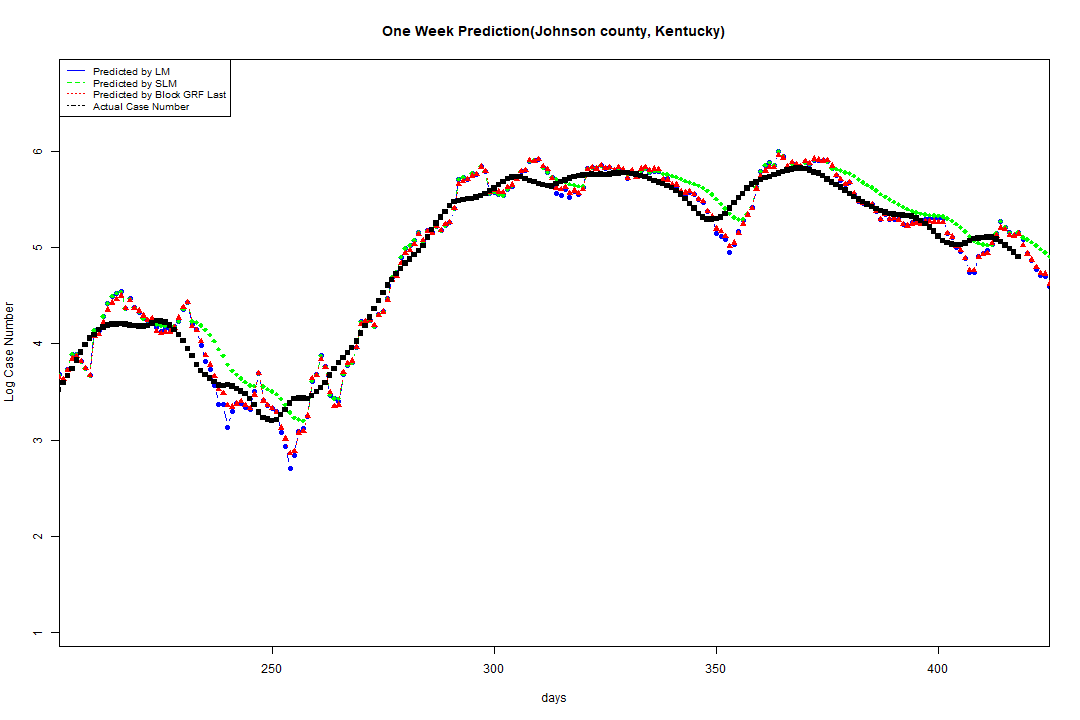 One Week Prediction(Johnson county, Kentucky)
Predicted by LM
Predicted by SLM
Predicted by Block GRF Last
Actual Case Number
6
5
4
3
2
1
Log Case Number
250 300 350 400
days